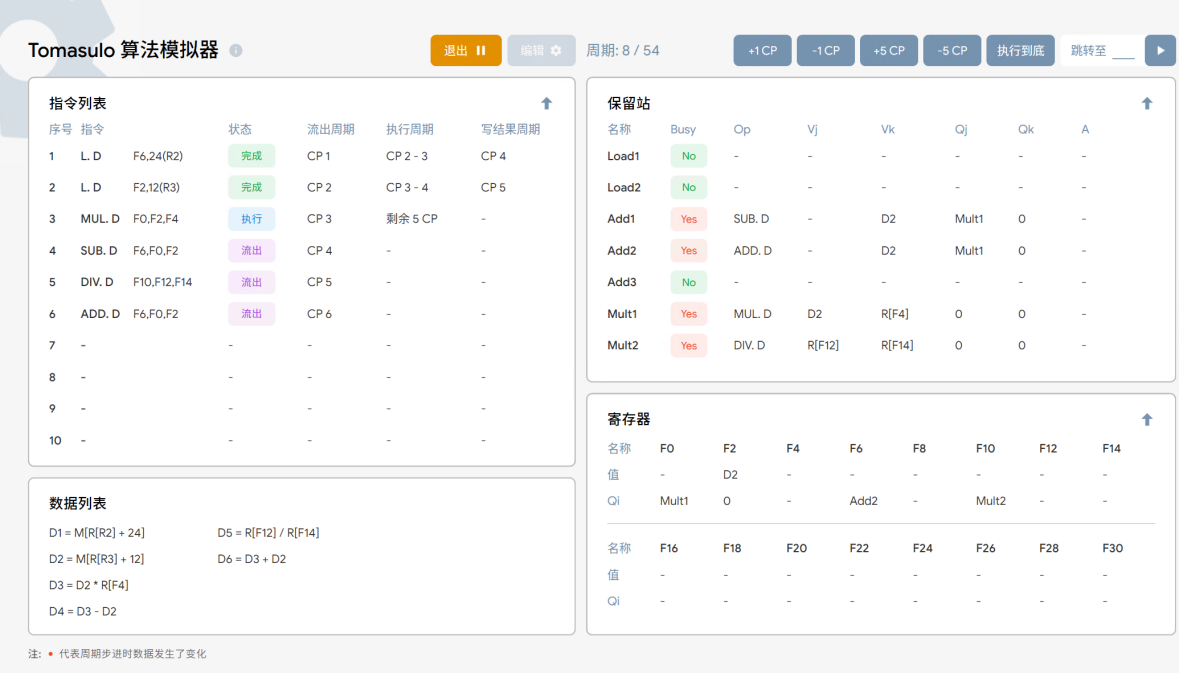 Tomasulo 算法模拟器
退出 编辑 周期: 8 / 54 +1 CP -1 CP +5 CP -5 CP 执行到底 跳转至 ___
指令列表
序号 指令 状态 流出周期 执行周期 写结果周期
1 L. D F6,24(R2) 完成 CP 1 CP 2 - 3 CP 4
2 L. D F2,12(R3) 完成 CP 2 CP 3 - 4 CP 5
3 MUL. D F0,F2,F4 执行 CP 3 剩余 5 CP -
4 SUB. D F6,F0,F2 流出 CP 4 - -
5 DIV. D F10,F12,F14 流出 CP 5 - -
6 ADD. D F6,F0,F2 流出 CP 6 - -
7 - - - - -
8 - - - - -
9 - - - - -
10 - - - - -
数据列表
D1 = M[R[R2] + 24] D5 = R[F12] / R[F14]
D2 = M[R[R3] + 12] D6 = D3 + D2
D3 = D2 * R[F4]
D4 = D3 - D2
保留站
名称 Busy Op Vj Vk Qj Qk A
Load1 No - - - - - -
Load2 No - - - - - -
Add1 Yes SUB. D - D2 Mult1 0 -
Add2 Yes ADD. D - D2 Mult1 0 -
Add3 No - - - - - -
Mult1 Yes MUL. D D2 R[F4] 0 0 -
Mult2 Yes DIV. D R[F12] R[F14] 0 0 -
寄存器
名称 F0 F2 F4 F6 F8 F10 F12 F14
值 - D2 - - - - - -
Qi Mult1 0 - Add2 - Mult2 - -
名称 F16 F18 F20 F22 F24 F26 F28 F30
值 - - - - - - - -
Qi - - - - - - - -
注: • 代表周期步进时数据发生了变化